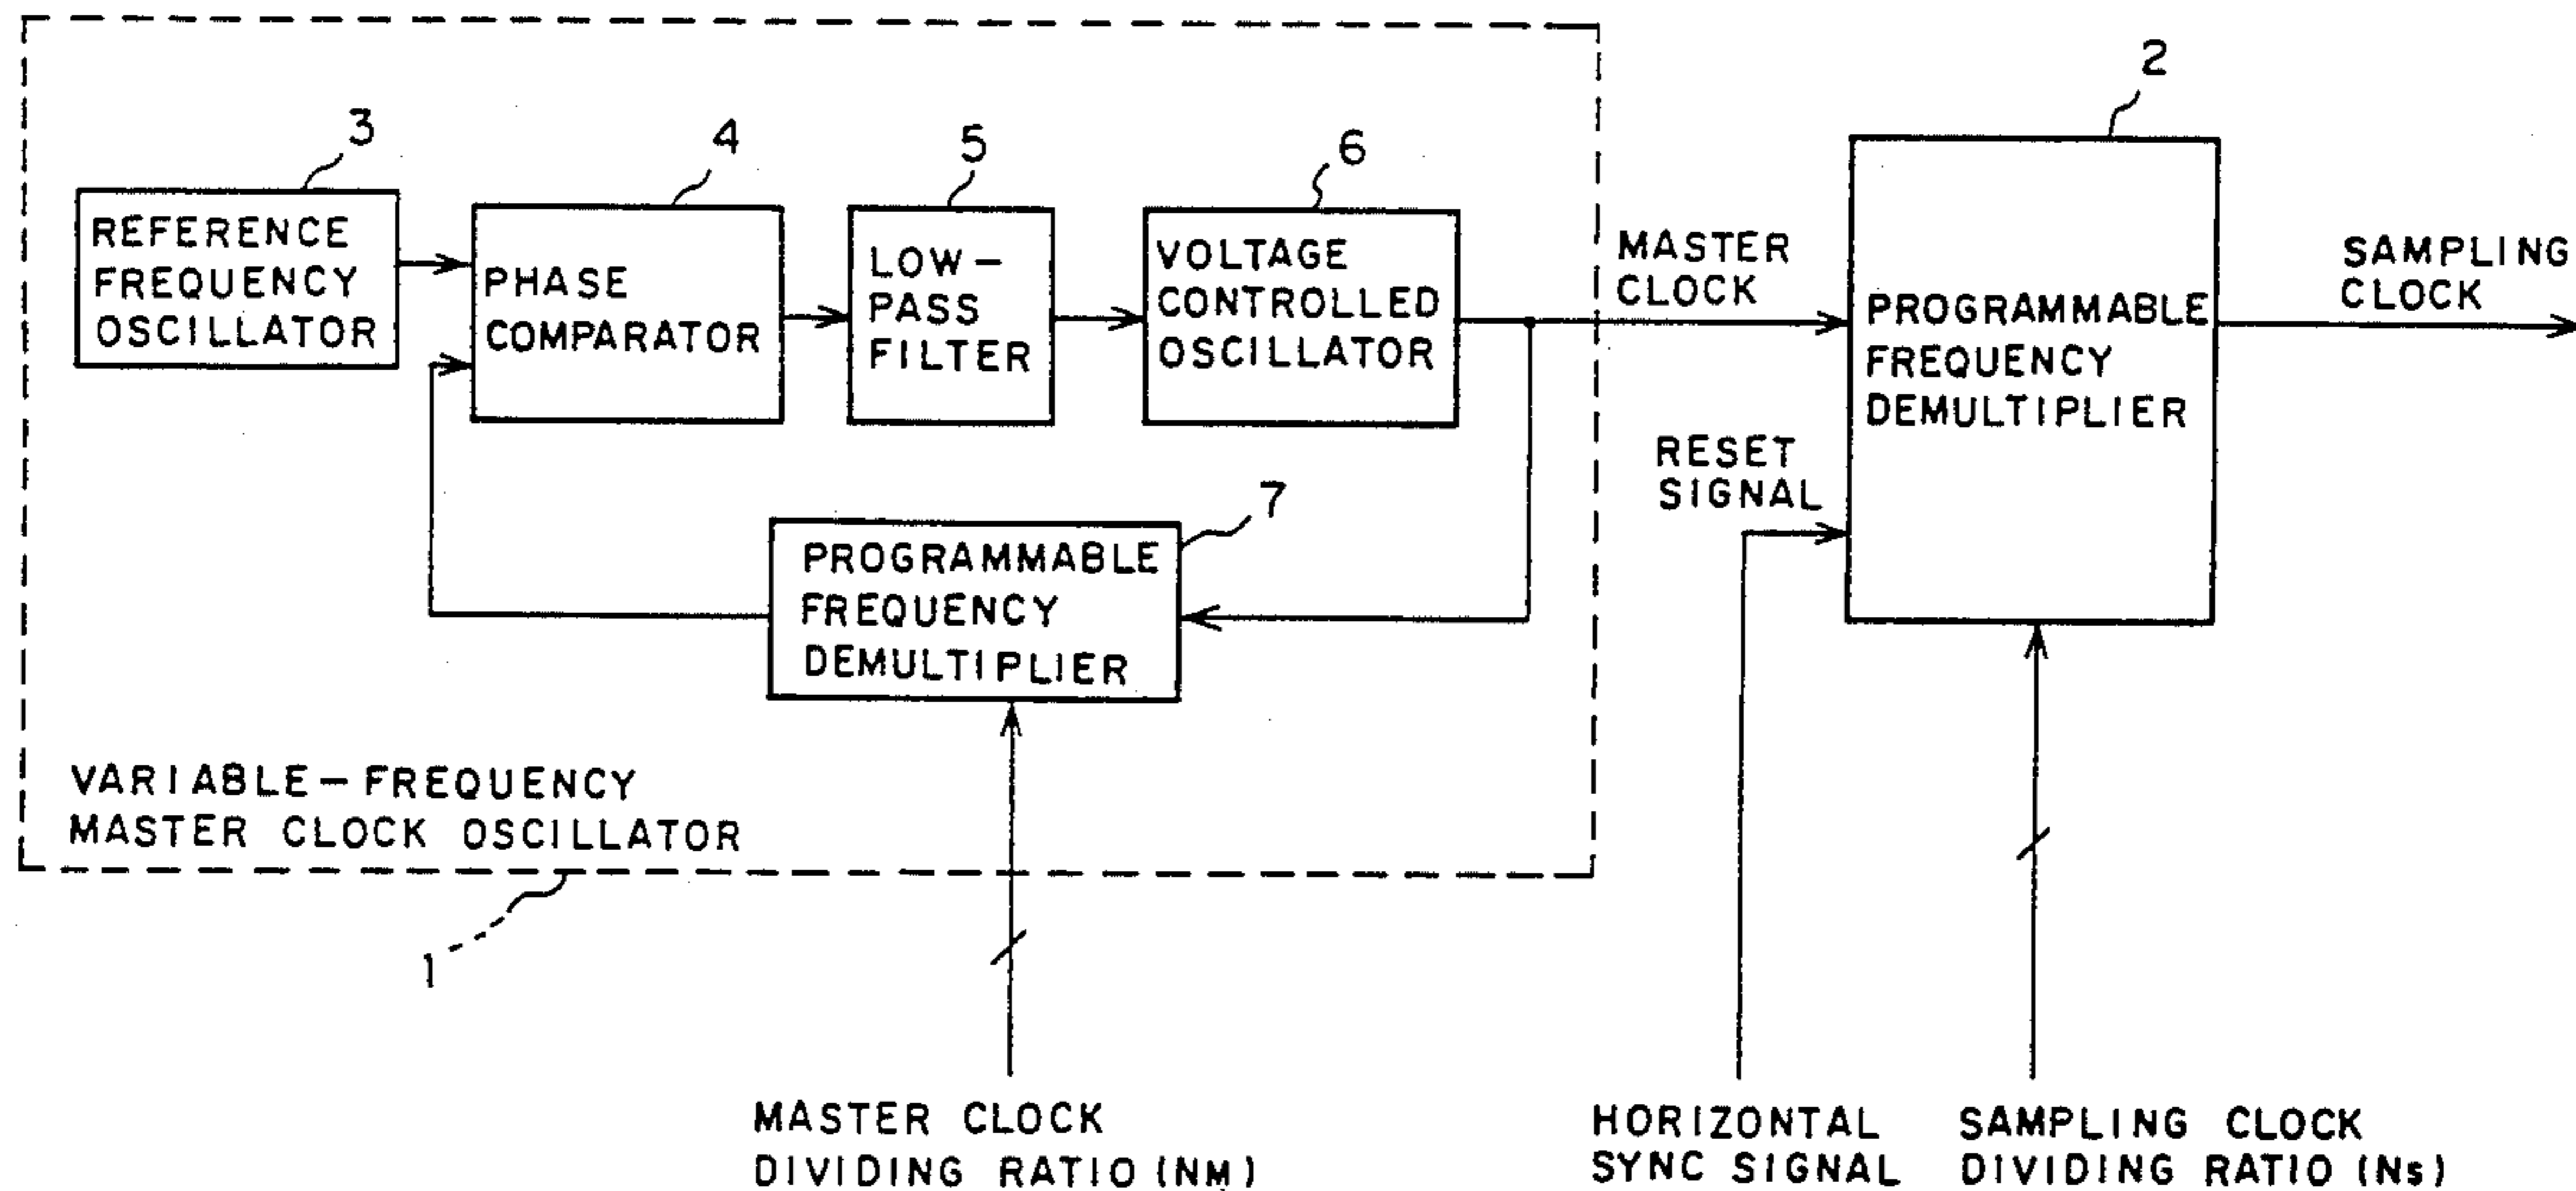 2
3
4
5
6
REFERENCE
FREQUENCY
OSCILLATOR
PHASE
COMPARATOR
LOW-
PASS
FILTER
VOLTAGE
CONTROLLED
OSCILLATOR
MASTER
CLOCK
PROGRAMMABLE
FREQUENCY
DEMULTIPLIER
SAMPLING
CLOCK
RESET
SIGNAL
7
PROGRAMMABLE
FREQUENCY
DEMULTIPLIER
VARIABLE-FREQUENCY
MASTER CLOCK OSCILLATOR
1
MASTER CLOCK
DIVIDING RATIO (NM)
HORIZONTAL
SYNC SIGNAL
SAMPLING CLOCK
DIVIDING RATIO (Ns)